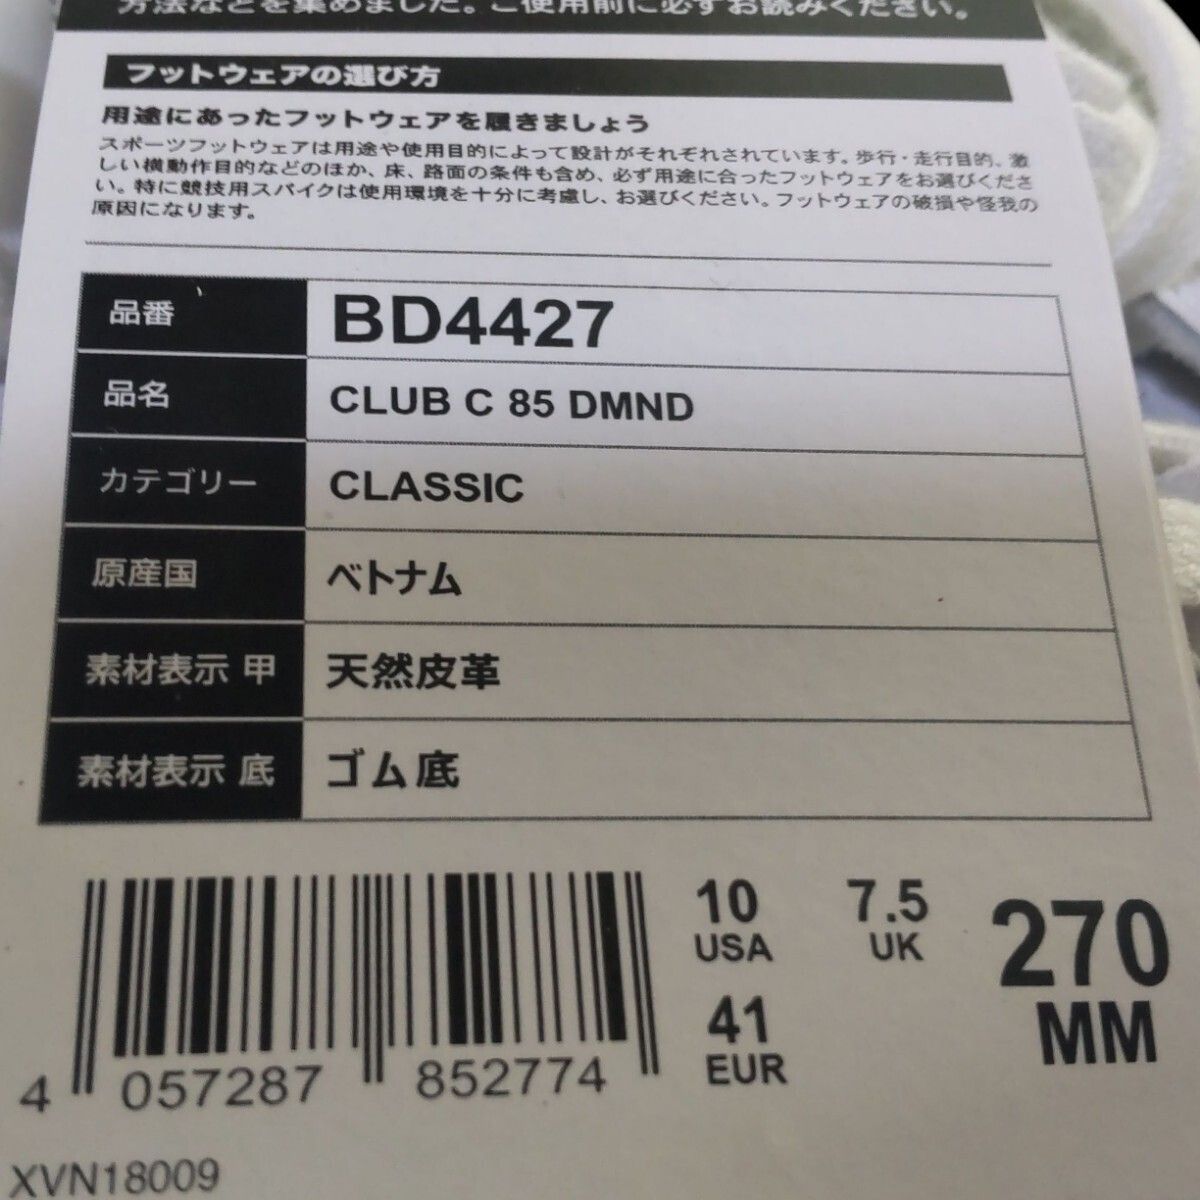 方法などを集めました。ご使用前に必ずお読みください。
フットウェアの選び方
用途にあったフットウェアを履きましょう
スポーツフットウェアは用途や使用目的によって設計がそれぞれされています。歩行・走行目的、激
しい横動作目的などのほか、床、路面の条件も含め、必ず用途に合ったフットウェアをお選びくださ
い。特に競技用スパイクは使用環境を十分に考慮し、お選びください。フットウェアの破損や怪我の
原因になります。
品番 BD4427
品名 CLUB C 85 DMND
カテゴリー CLASSIC
原産国 ベトナム
素材表示 甲 天然皮革
素材表示 底 ゴム底
10 USA
7.5 UK
41 EUR
270 MM
4 057287 852774
XVN18009